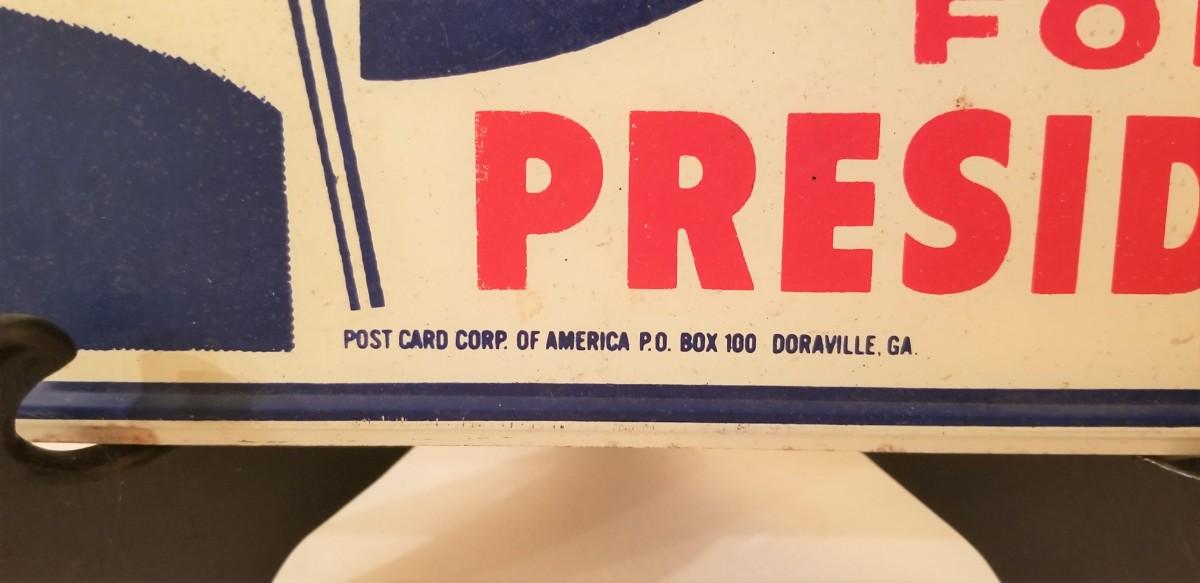 FO
PRESID
POST CARD CORP. OF AMERICA P.O. BOX 100 DORAVILLE, GA.